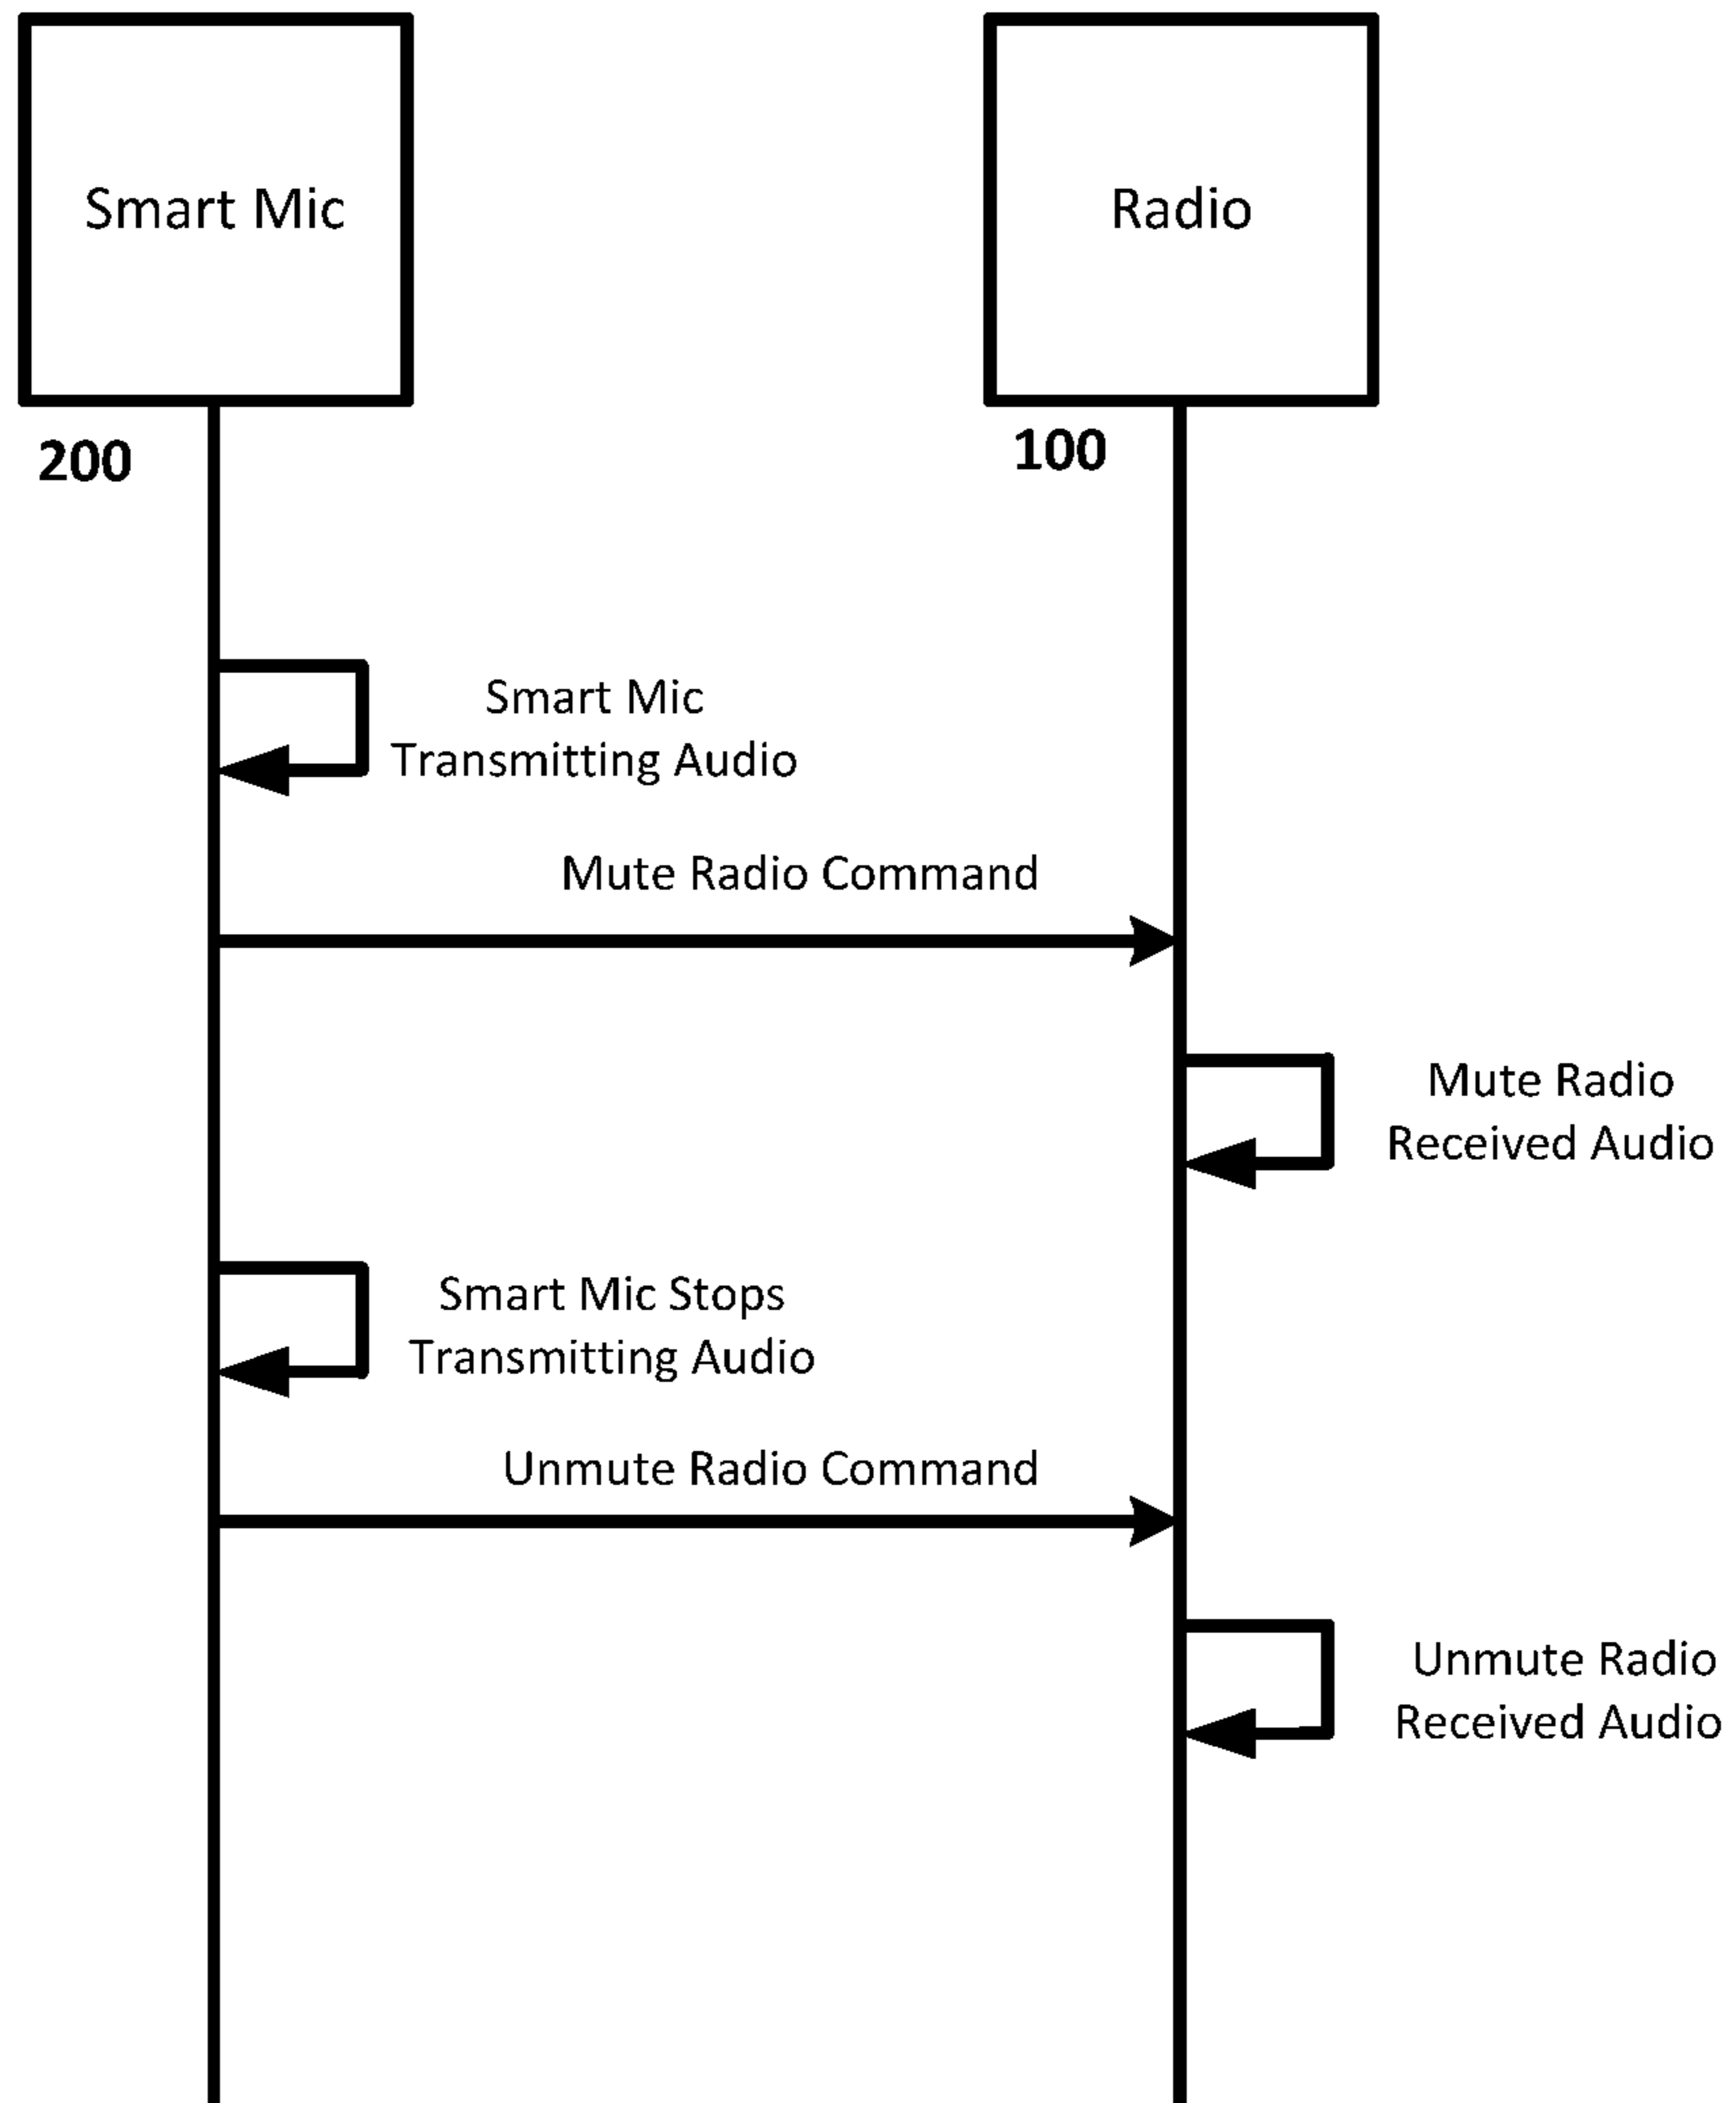 Smart Mic
Radio
200
100
Smart Mic
Transmitting Audio
Mute Radio Command
Mute Radio
Received Audio
Smart Mic Stops
Transmitting Audio
Unmute Radio Command
Unmute Radio
Received Audio